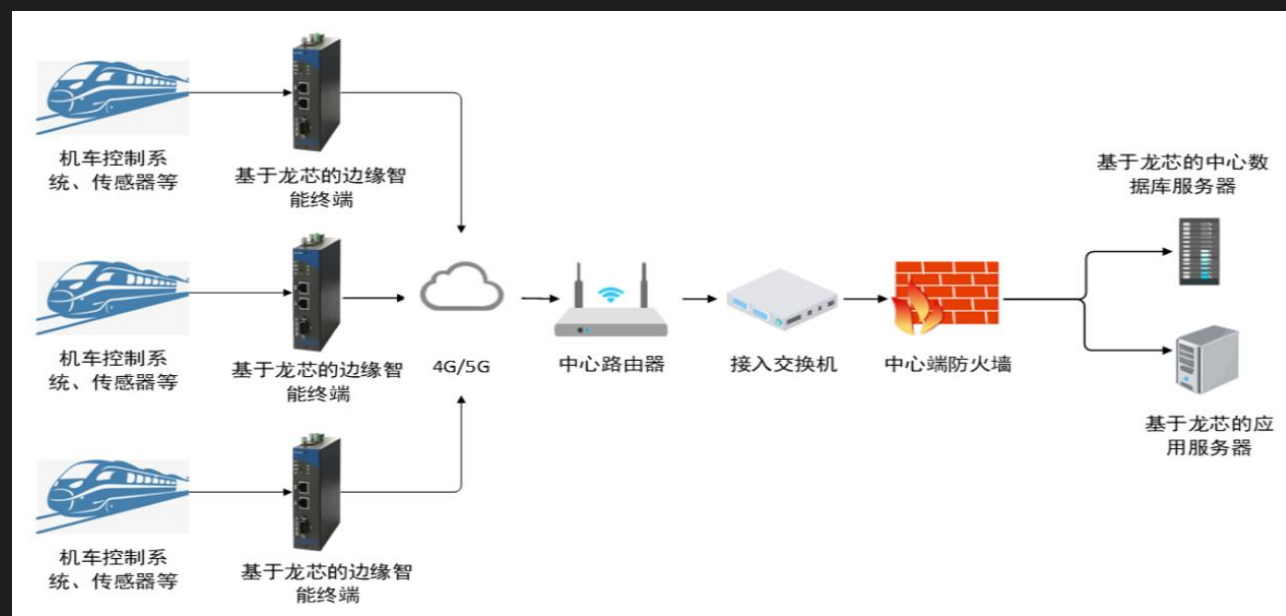 机车控制系
统、传感器等
基于龙芯的边缘智
能终端
机车控制系
统、传感器等
基于龙芯的边缘智
能终端
机车控制系
统、传感器等
基于龙芯的边缘智
能终端
4G/5G
中心路由器
接入交换机
中心端防火墙
基于龙芯的中心数
据库服务器
基于龙芯的应
用服务器